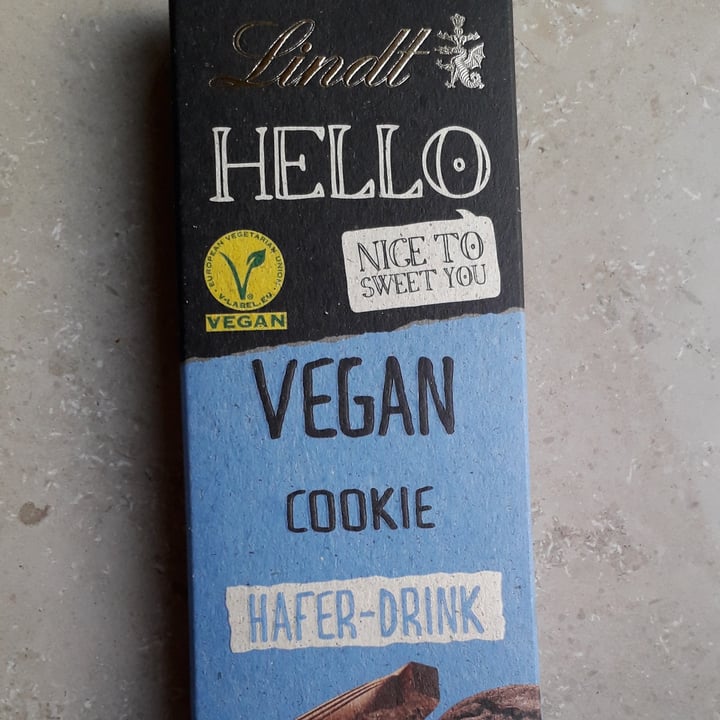 Lindt
HELLO
NICE TO
SWEET YOU
EUROPEAN VEGETARIAN UNION
V-LABEL.EU
VEGAN
VEGAN
COOKIE
HAFER-DRINK